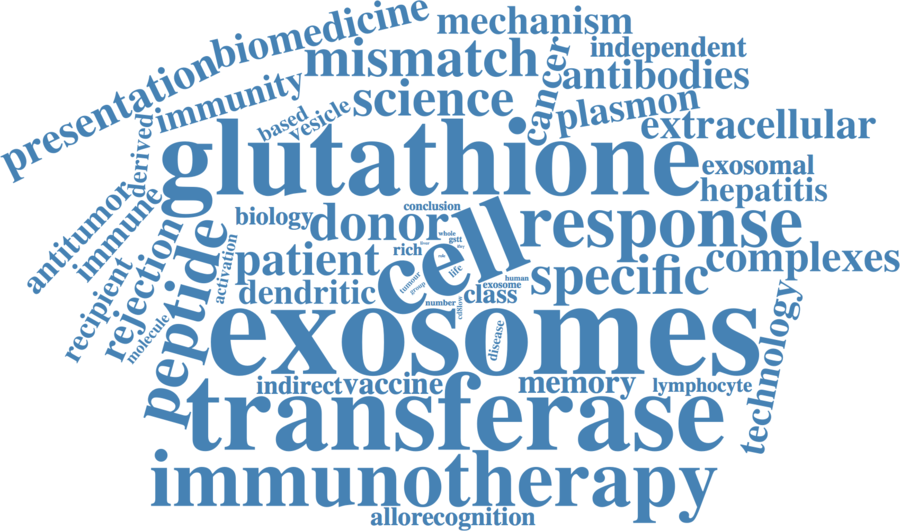 biomedicine
mechanism
presentation
mismatch
cancer
independent
immunity
science
antibodies
based
vesicle
plasmon
extracellular
derived
glutathione
exosomal
hepatitis
antitumor
immune
biology
donor
conclusion
cell
response
recipient
rejection
peptide
activation
patient
rich
whole
gstt
life
specific
complexes
dendritic
tumour
group
human
exosome
class
number
cd8low
molecule
exosomes
disease
technology
indirect
vaccine
memory
lymphocyte
transferase
immunotherapy
allorecognition